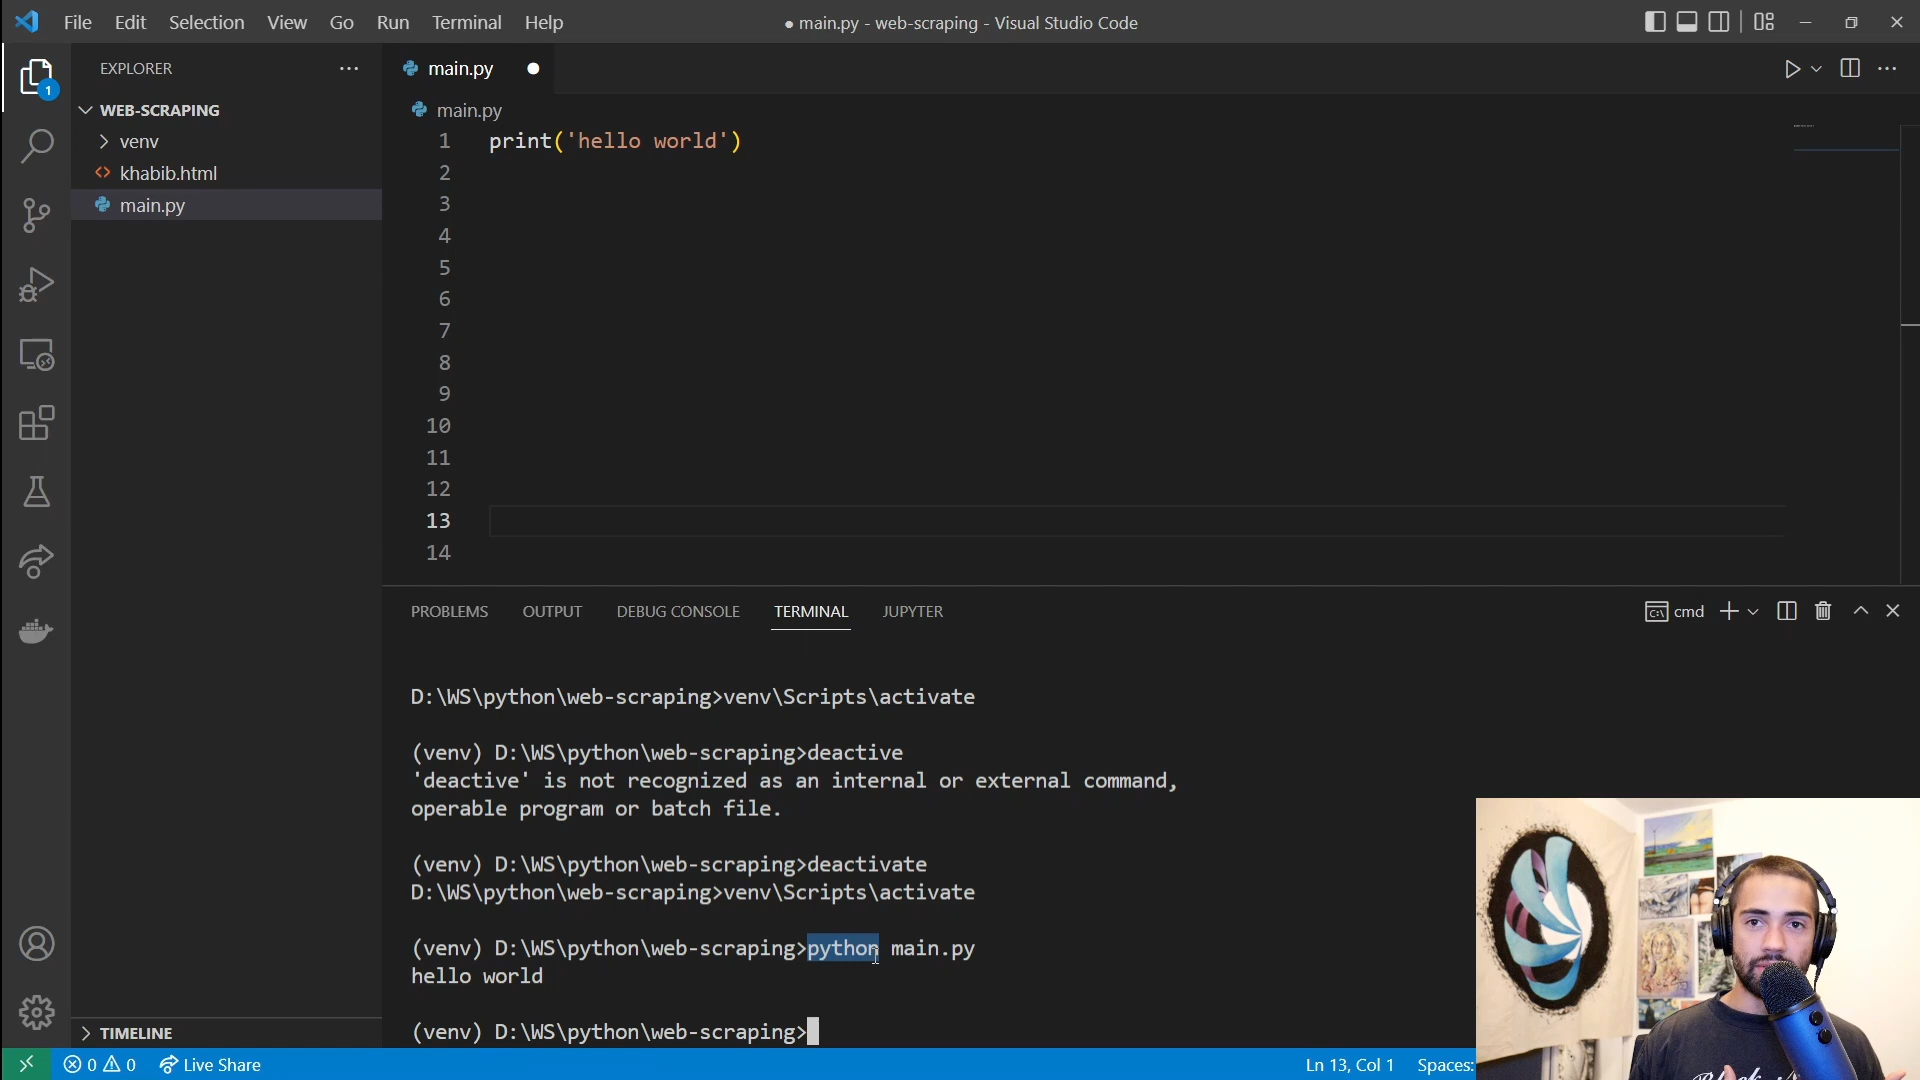 File Edit Selection View Go Run Terminal Help
● main.py - web-scraping - Visual Studio Code
EXPLORER
main.py
1
WEB-SCRAPING
venv
khabib.html
main.py
main.py
1 print('hello world')
2
3
4
5
6
7
8
9
10
11
12
13
14
PROBLEMS OUTPUT DEBUG CONSOLE TERMINAL JUPYTER
cmd
D:\WS\python\web-scraping>venv\Scripts\activate
(venv) D:\WS\python\web-scraping>deactive
'deactive' is not recognized as an internal or external command,
operable program or batch file.
(venv) D:\WS\python\web-scraping>deactivate
D:\WS\python\web-scraping>venv\Scripts\activate
(venv) D:\WS\python\web-scraping>python main.py
hello world
(venv) D:\WS\python\web-scraping>
TIMELINE
0 0 Live Share
Ln 13, Col 1 Spaces: